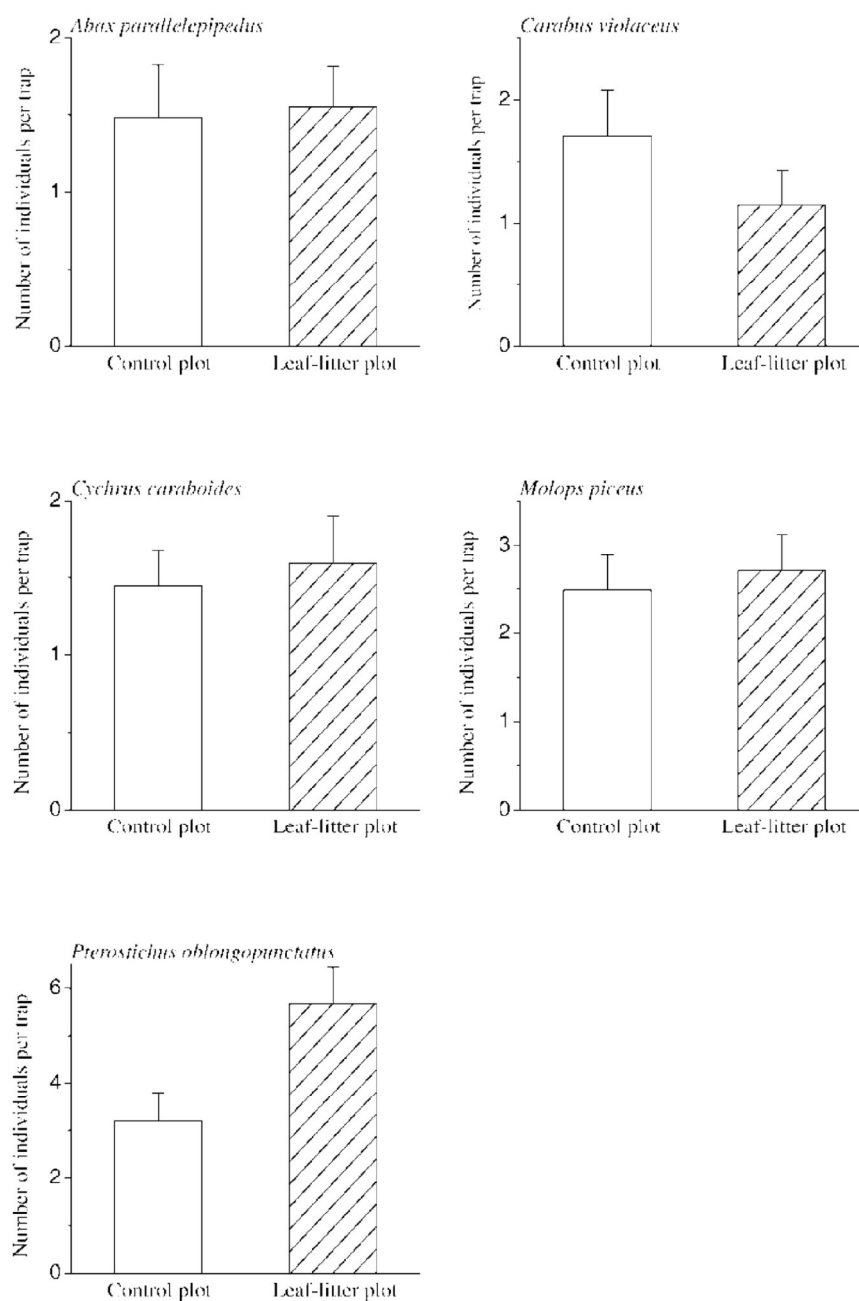 Abax parallelepipedus
Number of individuals per trap
2
1
0
Control plot
Leaf-litter plot
Carabus violaceus
Number of individuals per trap
2
1
0
Control plot
Leaf-litter plot
Cychrus caraboides
Number of individuals per trap
2
1
0
Control plot
Leaf-litter plot
Molops piceus
Number of individuals per trap
3
2
1
0
Control plot
Leaf-litter plot
Pterostichus oblongopunctatus
Number of individuals per trap
6
4
2
0
Control plot
Leaf-litter plot